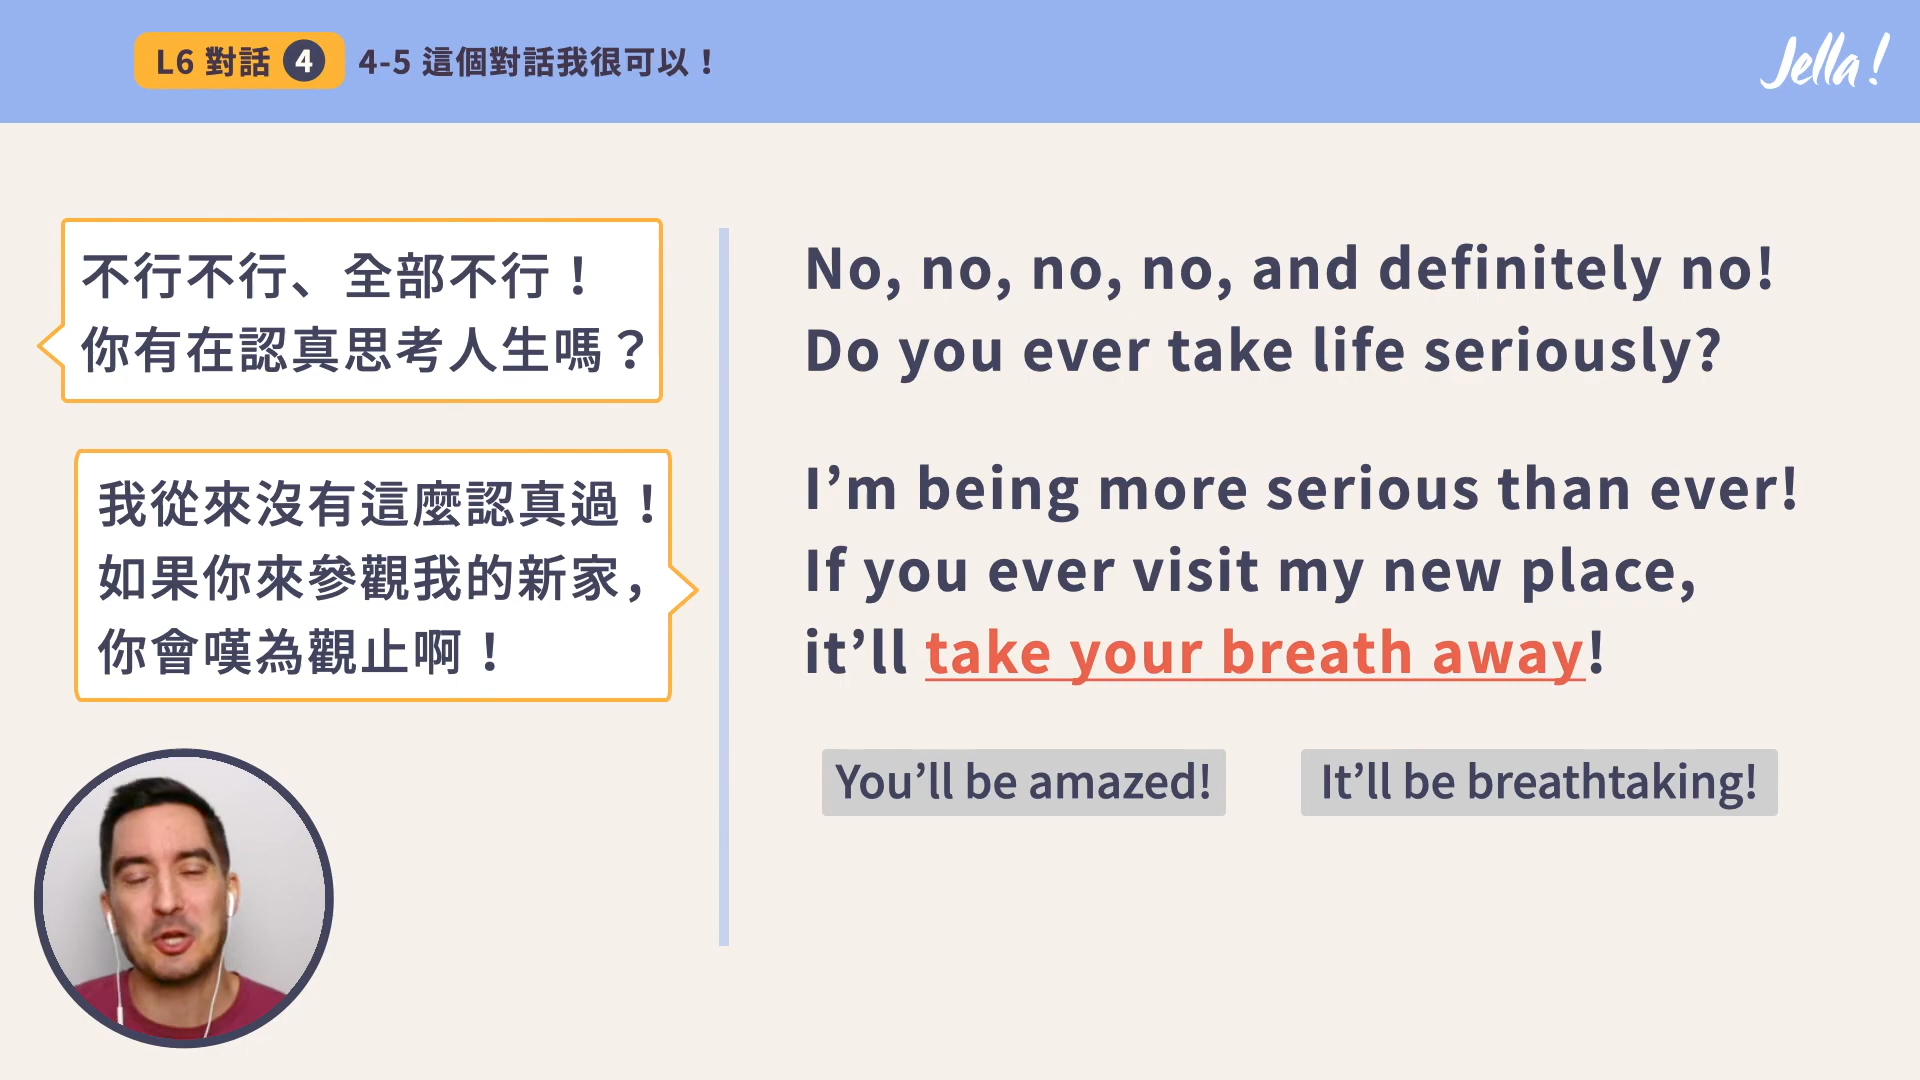 L6 對話 4 4-5 這個對話我很可以！
Jella!
不行不行、全部不行！
你有在認真思考人生嗎？
我從來沒有這麼認真過！
如果你來參觀我的新家，
你會嘆為觀止啊！
No, no, no, no, and definitely no!
Do you ever take life seriously?
I’m being more serious than ever!
If you ever visit my new place,
it’ll take your breath away!
You’ll be amazed!
It’ll be breathtaking!